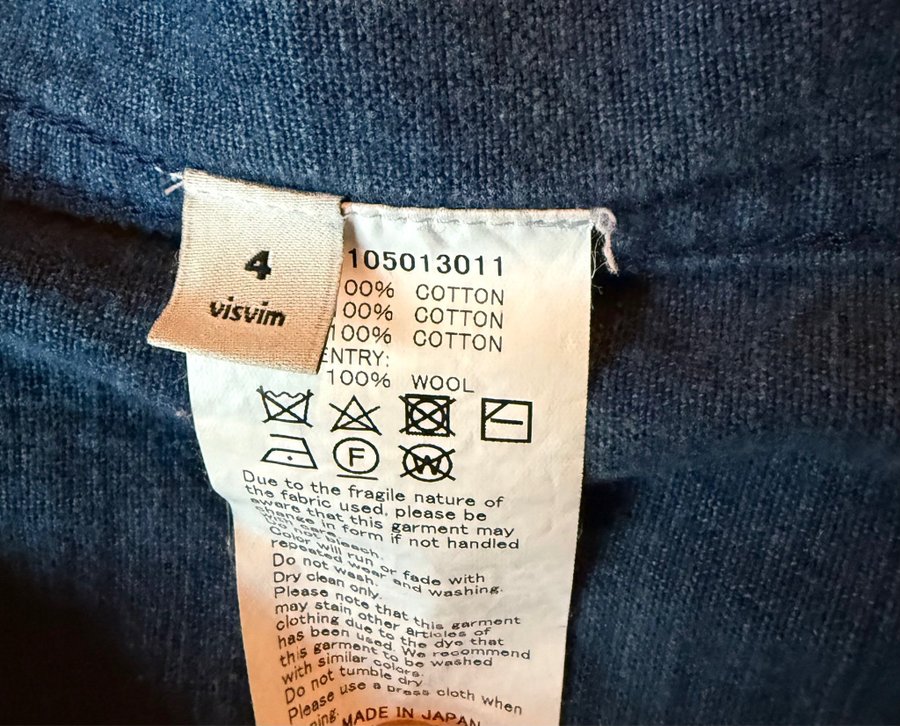 4
visvim
105013011
00% COTTON
00% COTTON
100% COTTON
ENTRY:
100% WOOL
F
W
Due to the fragile nature of
the fabric used, please be
aware that this garment may
change in form if not handled
with care.
Do not bleach.
Color will run or fade with
repeated wear and washing.
Do not wash.
Dry clean only.
Please note that this garment
may stain other articles of
clothing due to the dye that
has been used. We recommend
this garment to be washed
with similar colors.
Do not tumble dry
Please use a press cloth when
ning.
MADE IN JAPAN